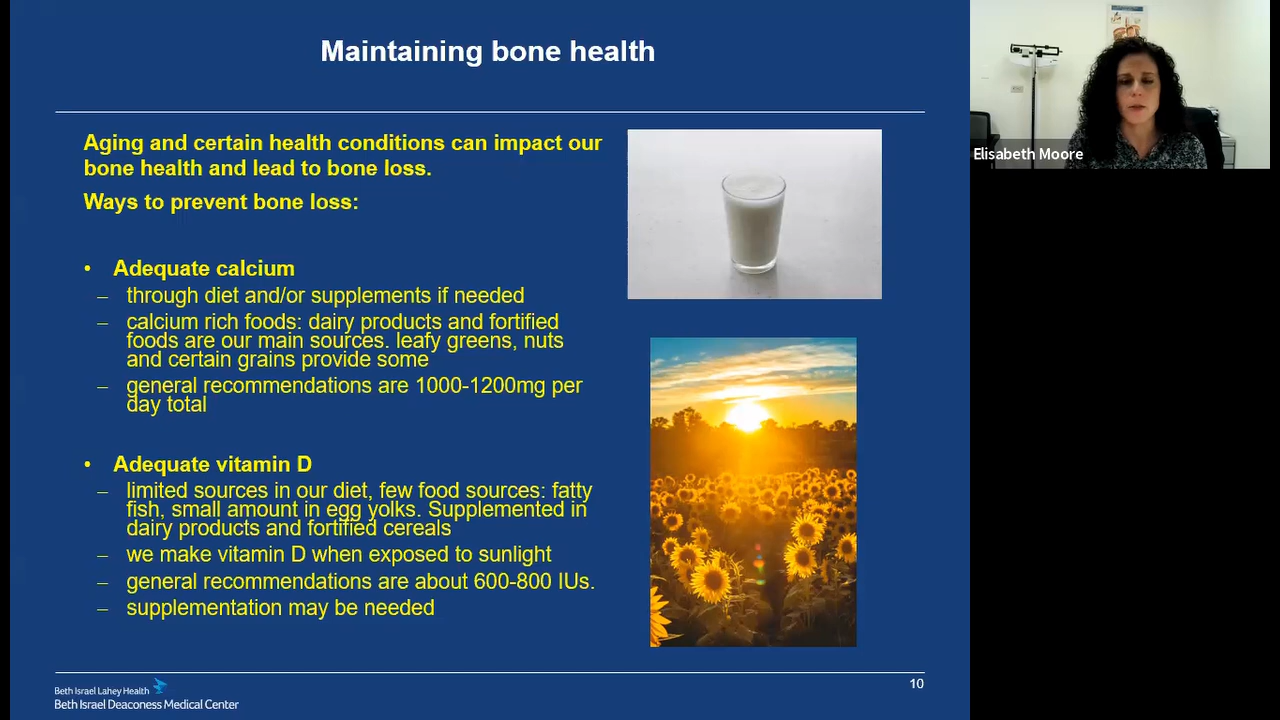 Maintaining bone health
Aging and certain health conditions can impact our
bone health and lead to bone loss.
Ways to prevent bone loss:
• Adequate calcium
– through diet and/or supplements if needed
– calcium rich foods: dairy products and fortified
foods are our main sources. leafy greens, nuts
and certain grains provide some
– general recommendations are 1000-1200mg per
day total
• Adequate vitamin D
– limited sources in our diet, few food sources: fatty
fish, small amount in egg yolks. Supplemented in
dairy products and fortified cereals
– we make vitamin D when exposed to sunlight
– general recommendations are about 600-800 IUs.
– supplementation may be needed
Beth Israel Lahey Health
Beth Israel Deaconess Medical Center
10
Elisabeth Moore